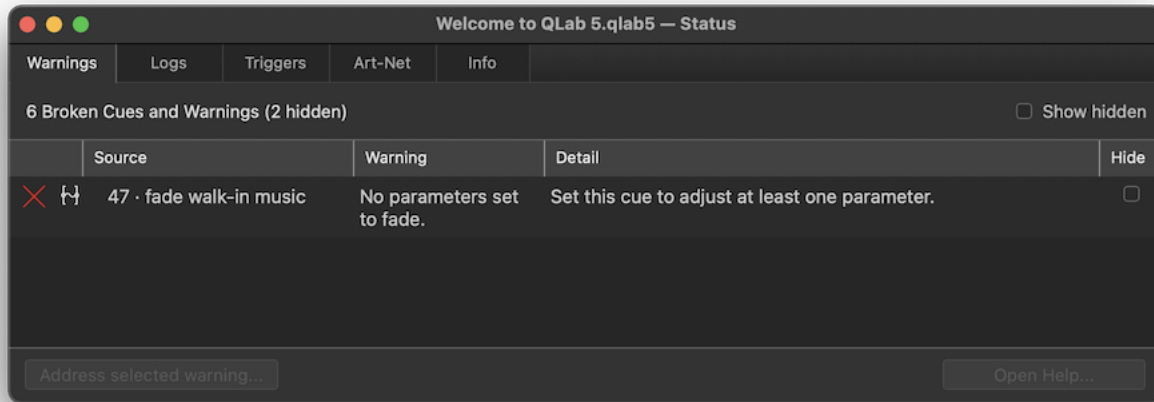 Welcome to QLab 5.qlab5 — Status
Warnings Logs Triggers Art-Net Info
6 Broken Cues and Warnings (2 hidden) Show hidden
Source Warning Detail Hide
47 · fade walk-in music No parameters set Set this cue to adjust at least one parameter.
to fade.
Address selected warning... Open Help...